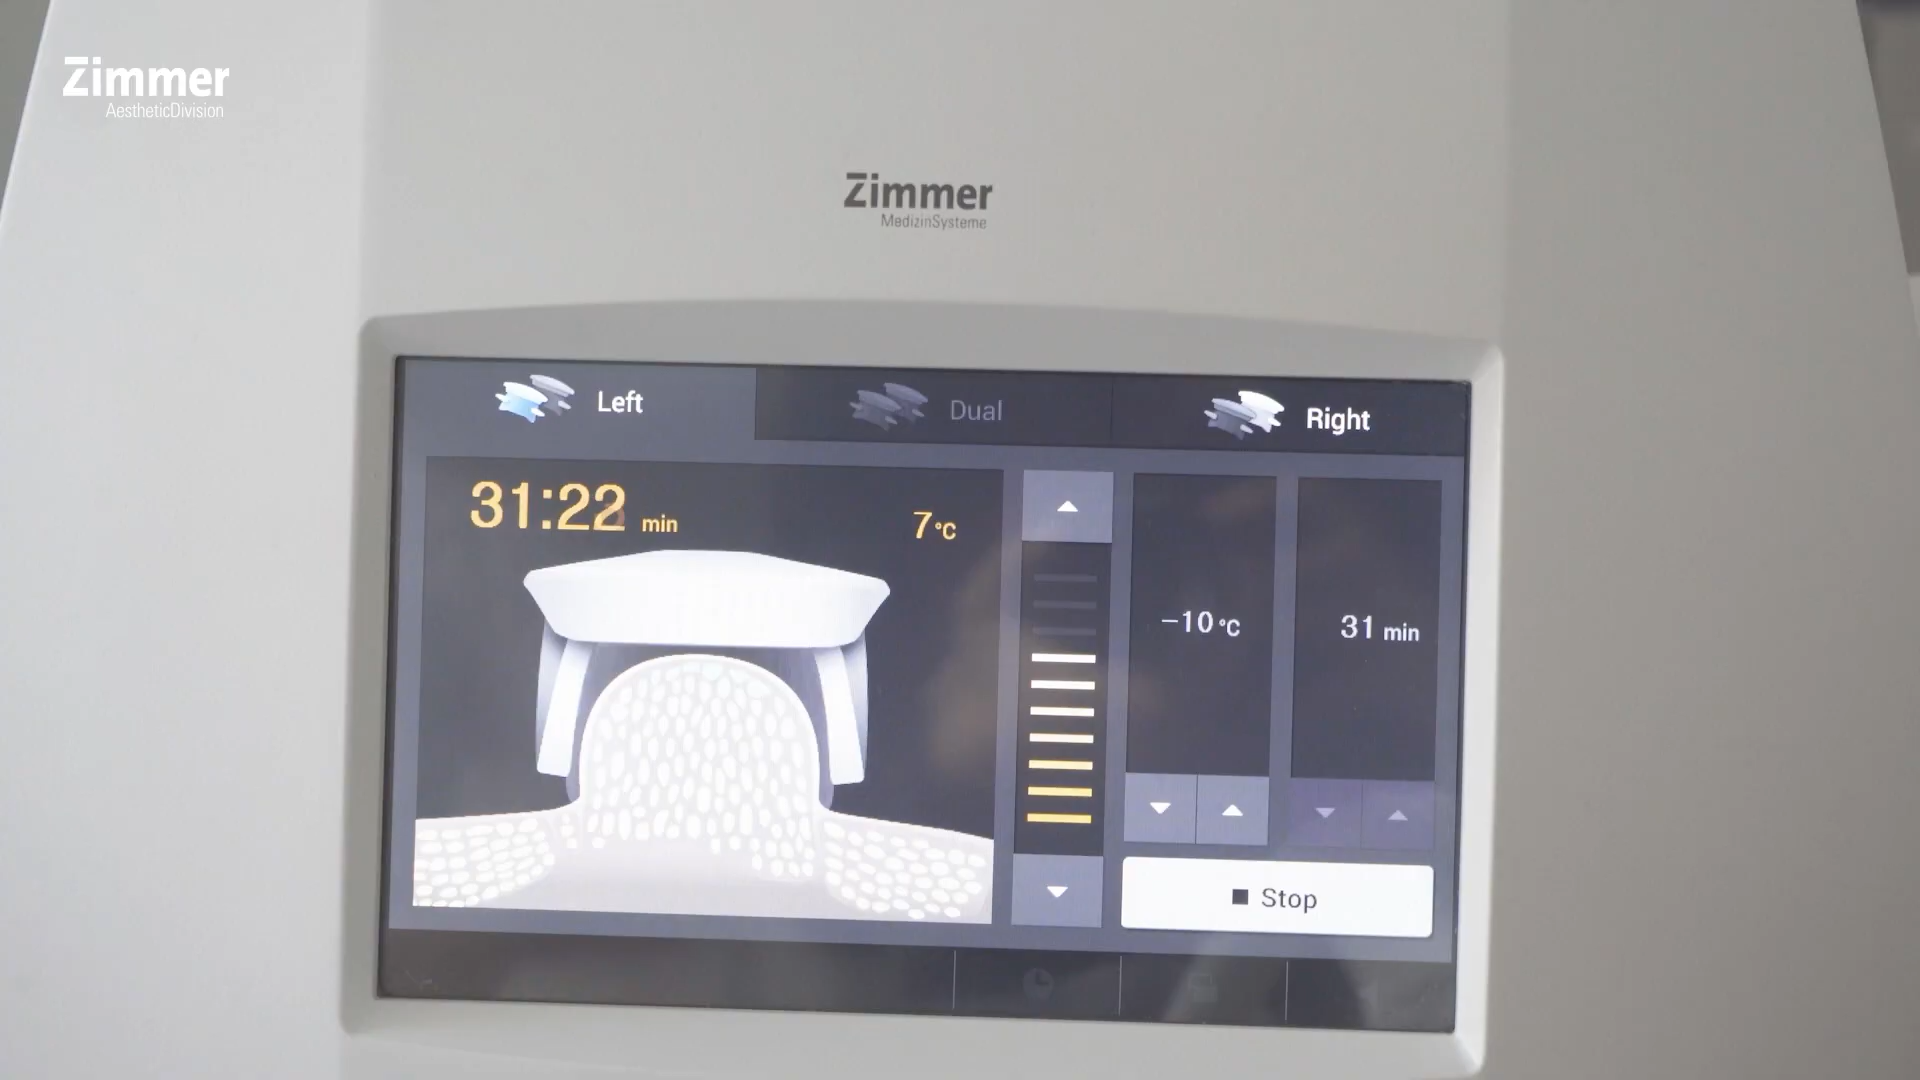 Zimmer
AestheticDivision
Zimmer
MedizinSysteme
Left
Dual
Right
31:22 min
7°C
−10°C
31 min
Stop